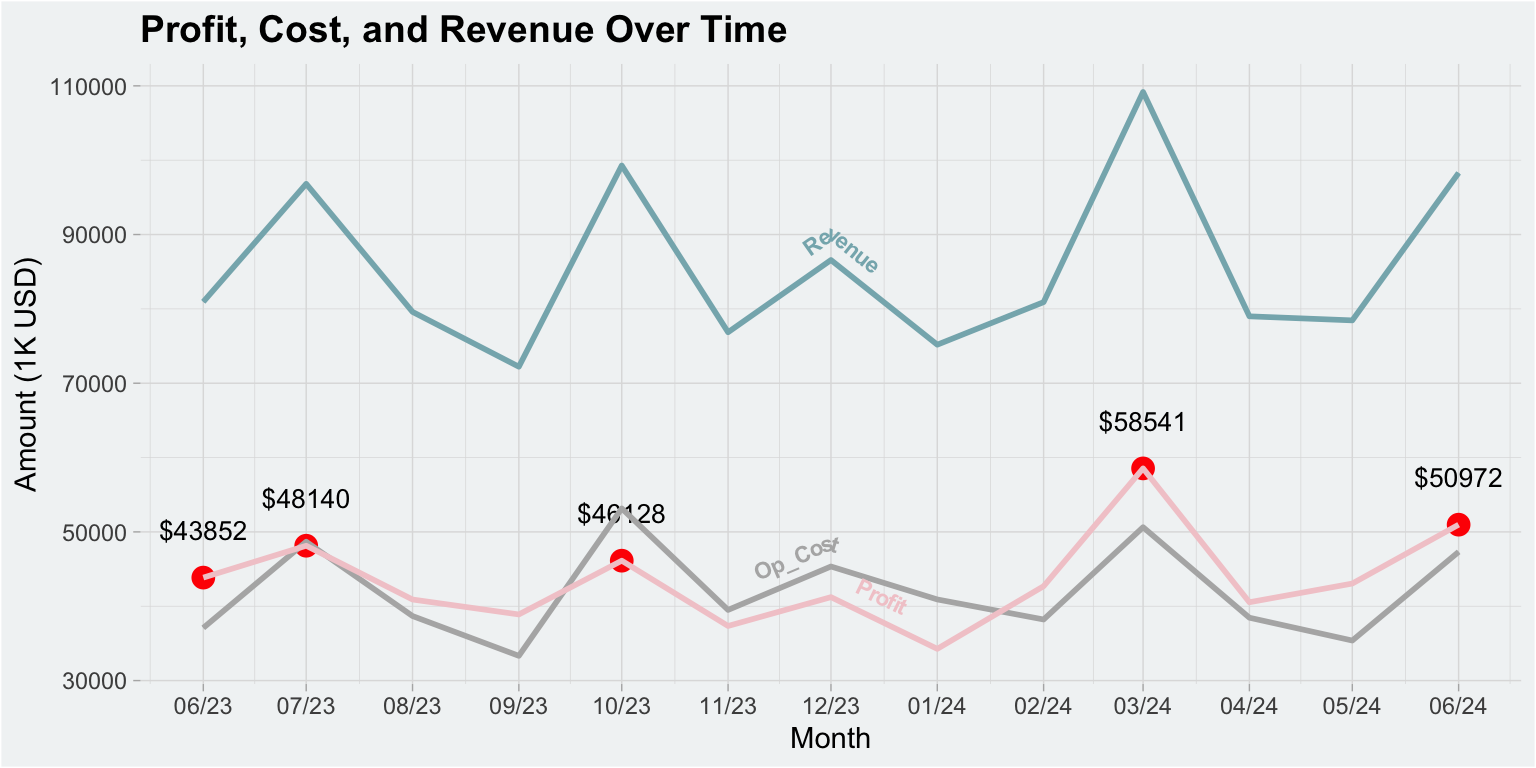 Profit, Cost, and Revenue Over Time
Amount (1K USD)
110000
90000
70000
50000
30000
Revenue
$58541
$50972
$48140
$46128
$43852
Op_Cost
Profit
06/23 07/23 08/23 09/23 10/23 11/23 12/23 01/24 02/24 03/24 04/24 05/24 06/24
Month